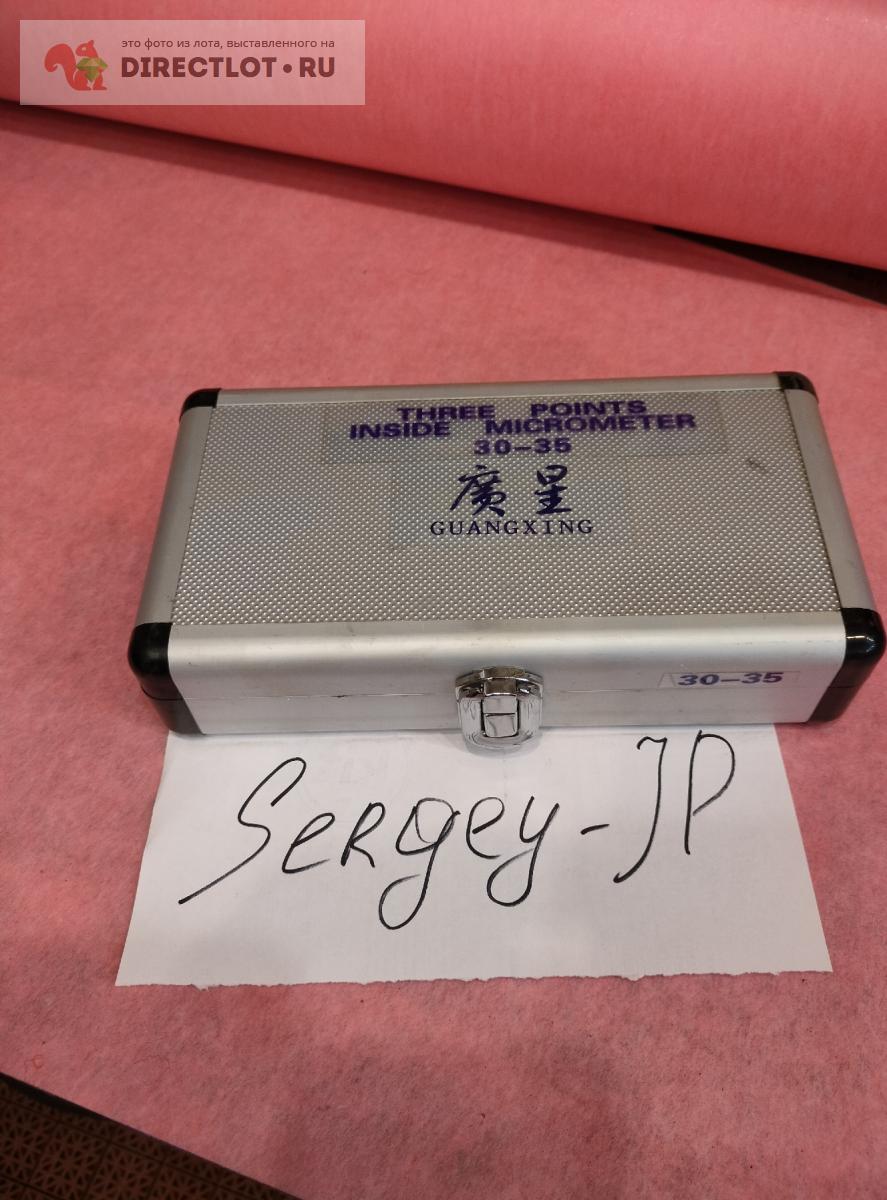 это фото из лота, выставленного на
DIRECTLOT•RU
THREE POINTS
INSIDE MICROMETER
30-35
廣星
GUANGXING
30-35
Sergey-JP